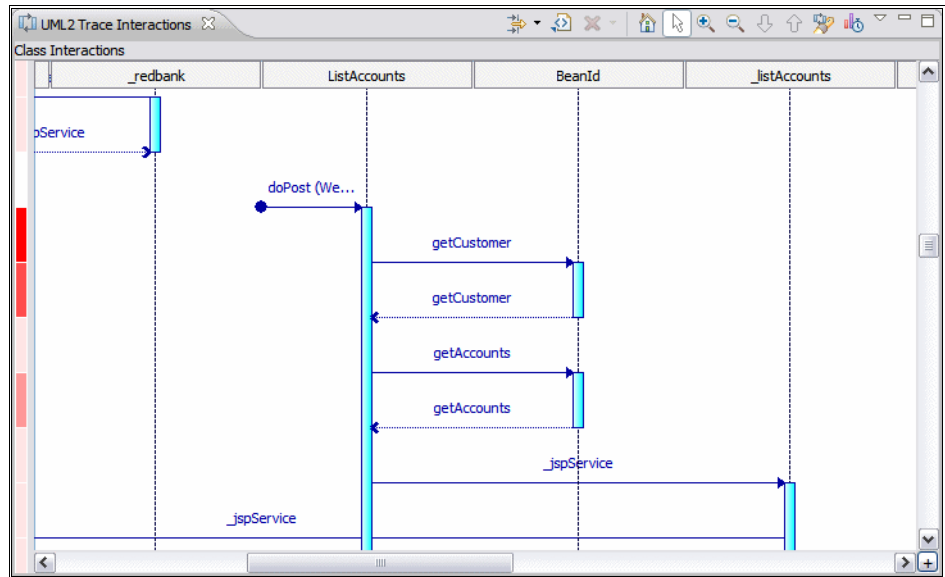 UML2 Trace Interactions
Class Interactions
_redbank
ListAccounts
BeanId
_listAccounts
pService
doPost (We...
getCustomer
getCustomer
getAccounts
getAccounts
_jspService
_jspService